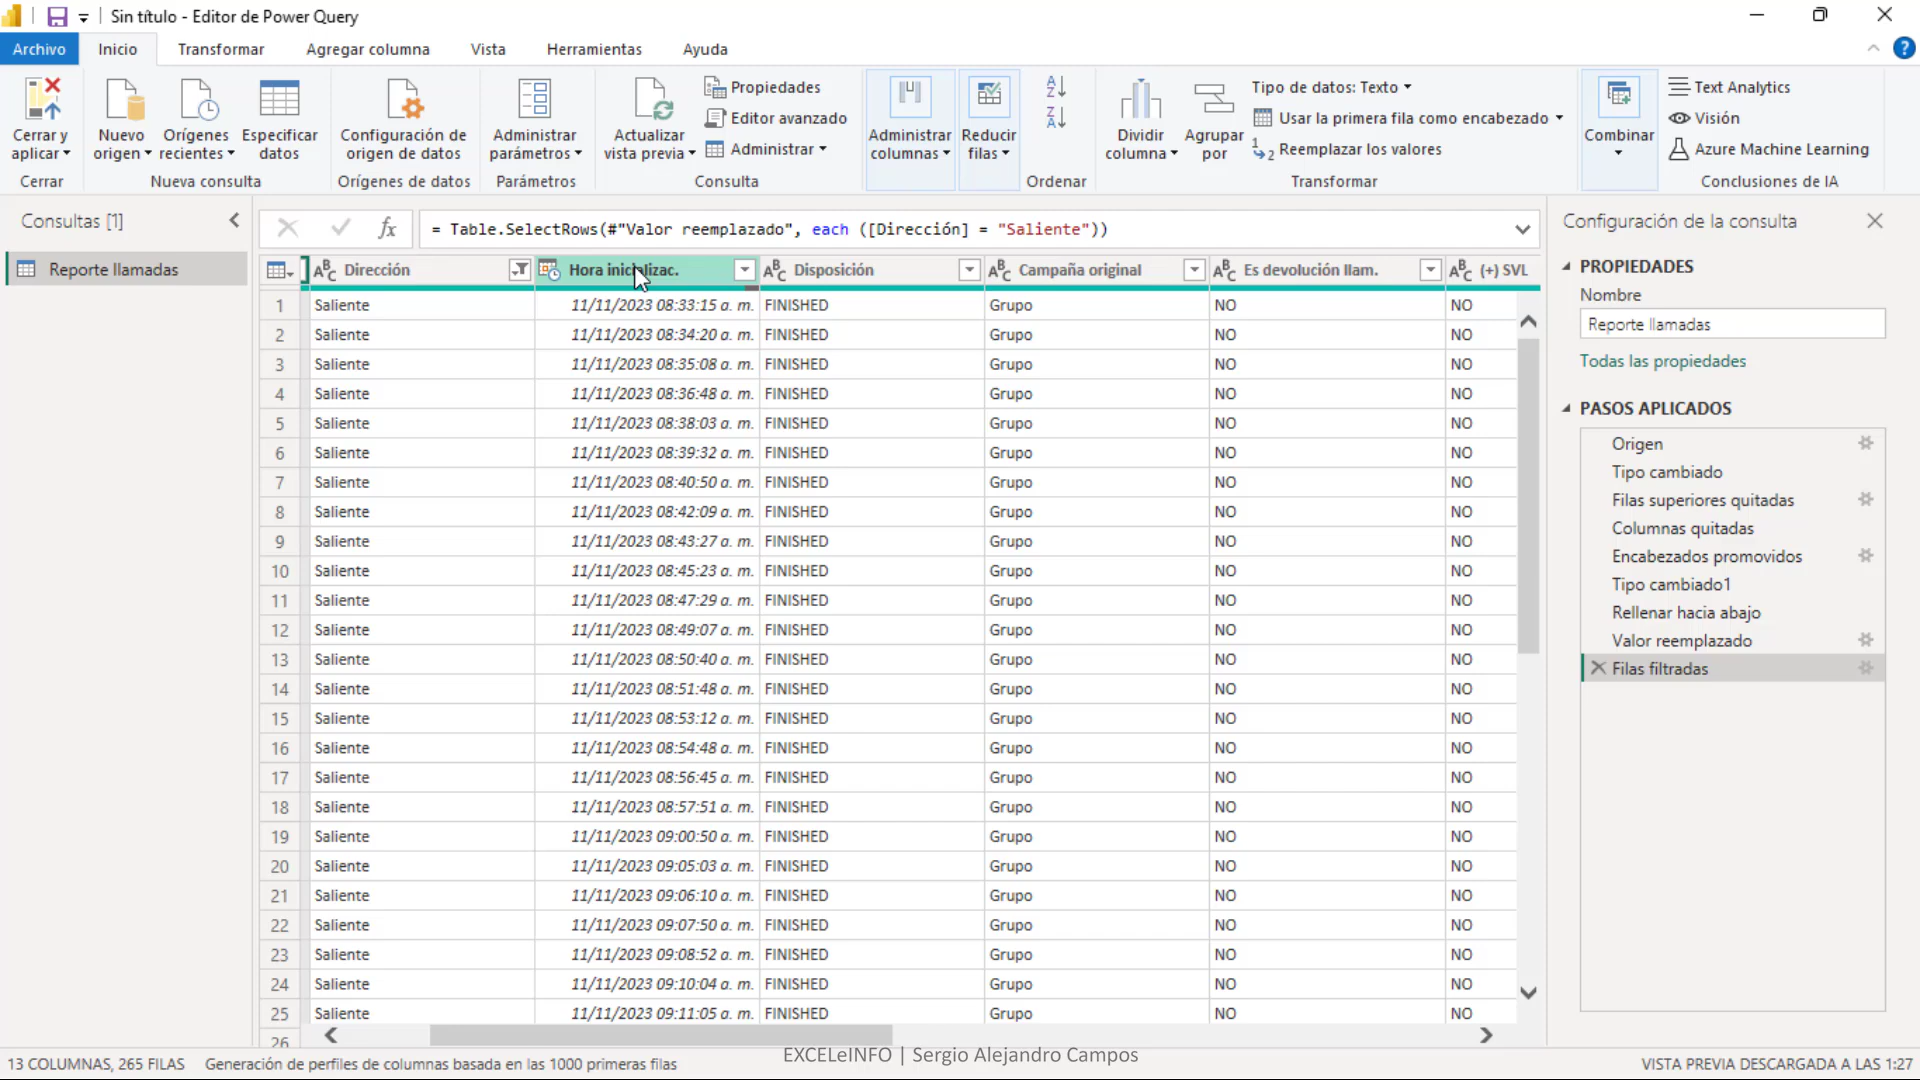 Sin título - Editor de Power Query
Archivo
Inicio
Transformar
Agregar columna
Vista
Herramientas
Ayuda
?
Cerrar y
aplicar
Nuevo
origen
Orígenes
recientes
Especificar
datos
Configuración de
origen de datos
Administrar
parámetros
Actualizar
vista previa
Propiedades
Editor avanzado
Administrar
Administrar
columnas
Reducir
filas
Dividir
columna
Agrupar
por
Tipo de datos: Texto
Usar la primera fila como encabezado
Reemplazar los valores
Combinar
Text Analytics
Visión
Azure Machine Learning
Cerrar
Nueva consulta
Orígenes de datos
Parámetros
Consulta
Ordenar
Transformar
Conclusiones de IA
Consultas [1]
Reporte llamadas
fx
= Table.SelectRows(#"Valor reemplazado", each ([Dirección] = "Saliente"))
Dirección Hora inicializac. Disposición Campaña original Es devolución llam. (+) SVL
1 Saliente 11/11/2023 08:33:15 a. m. FINISHED Grupo NO NO
2 Saliente 11/11/2023 08:34:20 a. m. FINISHED Grupo NO NO
3 Saliente 11/11/2023 08:35:08 a. m. FINISHED Grupo NO NO
4 Saliente 11/11/2023 08:36:48 a. m. FINISHED Grupo NO NO
5 Saliente 11/11/2023 08:38:03 a. m. FINISHED Grupo NO NO
6 Saliente 11/11/2023 08:39:32 a. m. FINISHED Grupo NO NO
7 Saliente 11/11/2023 08:40:50 a. m. FINISHED Grupo NO NO
8 Saliente 11/11/2023 08:42:09 a. m. FINISHED Grupo NO NO
9 Saliente 11/11/2023 08:43:27 a. m. FINISHED Grupo NO NO
10 Saliente 11/11/2023 08:45:23 a. m. FINISHED Grupo NO NO
11 Saliente 11/11/2023 08:47:29 a. m. FINISHED Grupo NO NO
12 Saliente 11/11/2023 08:49:07 a. m. FINISHED Grupo NO NO
13 Saliente 11/11/2023 08:50:40 a. m. FINISHED Grupo NO NO
14 Saliente 11/11/2023 08:51:48 a. m. FINISHED Grupo NO NO
15 Saliente 11/11/2023 08:53:12 a. m. FINISHED Grupo NO NO
16 Saliente 11/11/2023 08:54:48 a. m. FINISHED Grupo NO NO
17 Saliente 11/11/2023 08:56:45 a. m. FINISHED Grupo NO NO
18 Saliente 11/11/2023 08:57:51 a. m. FINISHED Grupo NO NO
19 Saliente 11/11/2023 09:00:50 a. m. FINISHED Grupo NO NO
20 Saliente 11/11/2023 09:05:03 a. m. FINISHED Grupo NO NO
21 Saliente 11/11/2023 09:06:10 a. m. FINISHED Grupo NO NO
22 Saliente 11/11/2023 09:07:50 a. m. FINISHED Grupo NO NO
23 Saliente 11/11/2023 09:08:52 a. m. FINISHED Grupo NO NO
24 Saliente 11/11/2023 09:10:04 a. m. FINISHED Grupo NO NO
25 Saliente 11/11/2023 09:11:05 a. m. FINISHED Grupo NO NO
26
Configuración de la consulta
PROPIEDADES
Nombre
Reporte llamadas
Todas las propiedades
PASOS APLICADOS
Origen
Tipo cambiado
Filas superiores quitadas
Columnas quitadas
Encabezados promovidos
Tipo cambiado1
Rellenar hacia abajo
Valor reemplazado
Filas filtradas
13 COLUMNAS, 265 FILAS
Generación de perfiles de columnas basada en las 1000 primeras filas
EXCELeINFO | Sergio Alejandro Campos
VISTA PREVIA DESCARGADA A LAS 1:27